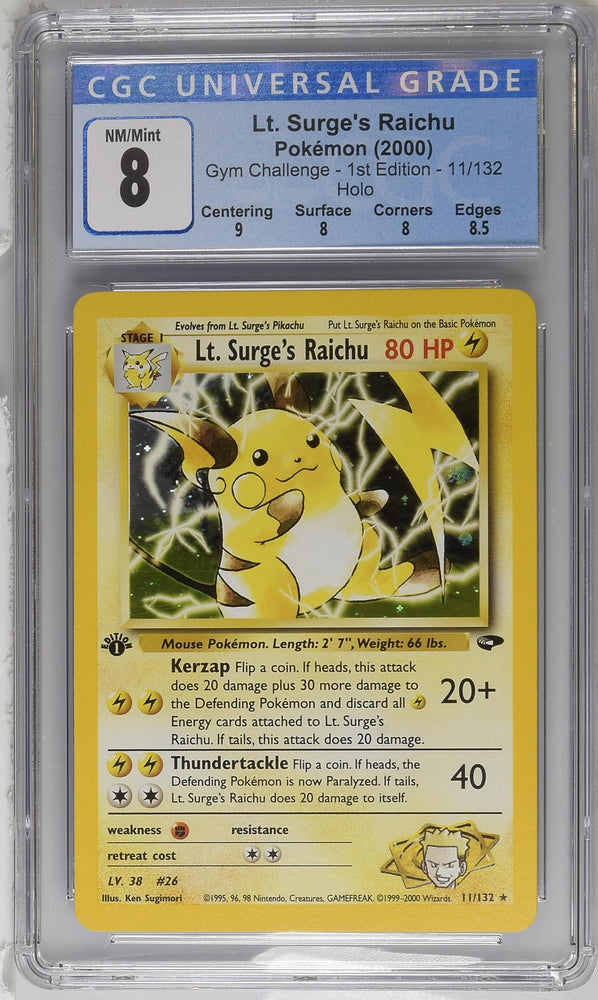 CGC UNIVERSAL GRADE
NM/Mint
8
Lt. Surge's Raichu
Pokémon (2000)
Gym Challenge - 1st Edition - 11/132
Holo
Centering Surface Corners Edges
9 8 8 8.5
Evolves from Lt. Surge's Pikachu Put Lt. Surge's Raichu on the Basic Pokémon
STAGE 1
Lt. Surge's Raichu 80 HP
EDITION
1
Mouse Pokémon. Length: 2' 7", Weight: 66 lbs.
Kerzap Flip a coin. If heads, this attack
does 20 damage plus 30 more damage to
the Defending Pokémon and discard all
Energy cards attached to Lt. Surge's
Raichu. If tails, this attack does 20 damage.
20+
Thundertackle Flip a coin. If heads, the
Defending Pokémon is now Paralyzed. If tails,
Lt. Surge's Raichu does 20 damage to itself.
40
weakness resistance
retreat cost
LV. 38 #26
Illus. Ken Sugimori ©1995, 96, 98 Nintendo, Creatures, GAMEFREAK. ©1999-2000 Wizards. 11/132 ★